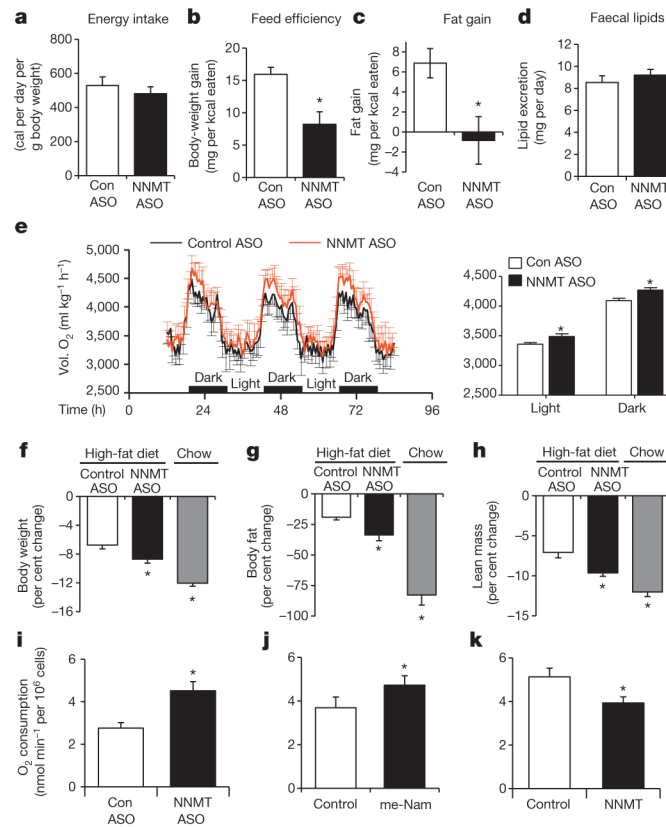 a Energy intake
(cal per day per
g body weight)
800
600
400
200
0
Con
ASO
NNMT
ASO
b Feed efficiency
Body-weight gain
(mg per kcal eaten)
20
15
10
5
0
*
Con
ASO
NNMT
ASO
c Fat gain
Fat gain
(mg per kcal eaten)
10
8
6
4
2
0
−2
−4
*
Con
ASO
NNMT
ASO
d Faecal lipids
Lipid excretion
(mg per day)
12
10
8
6
4
2
0
Con
ASO
NNMT
ASO
e
Control ASO NNMT ASO
Vol. O2 (ml kg−1 h−1)
5,000
4,500
4,000
3,500
3,000
2,500
Dark Light Dark Light Dark
Time (h) 0 24 48 72 96
Con ASO
NNMT ASO
4,500
4,000
3,500
3,000
2,500
* *
Light Dark
f
High-fat diet Chow
Control
ASO
NNMT
ASO
Body weight
(per cent change)
0
−4
−8
−12
−16
* *
g
High-fat diet Chow
Control
ASO
NNMT
ASO
Body fat
(per cent change)
0
−25
−50
−75
−100
* *
h
High-fat diet Chow
Control
ASO
NNMT
ASO
Lean mass
(per cent change)
0
−5
−10
−15
* *
i
O2 consumption
(nmol min−1 per 10⁶ cells)
6
4
2
0
*
Con
ASO
NNMT
ASO
j
6
4
2
0
*
Control me-Nam
k
6
4
2
0
*
Control NNMT